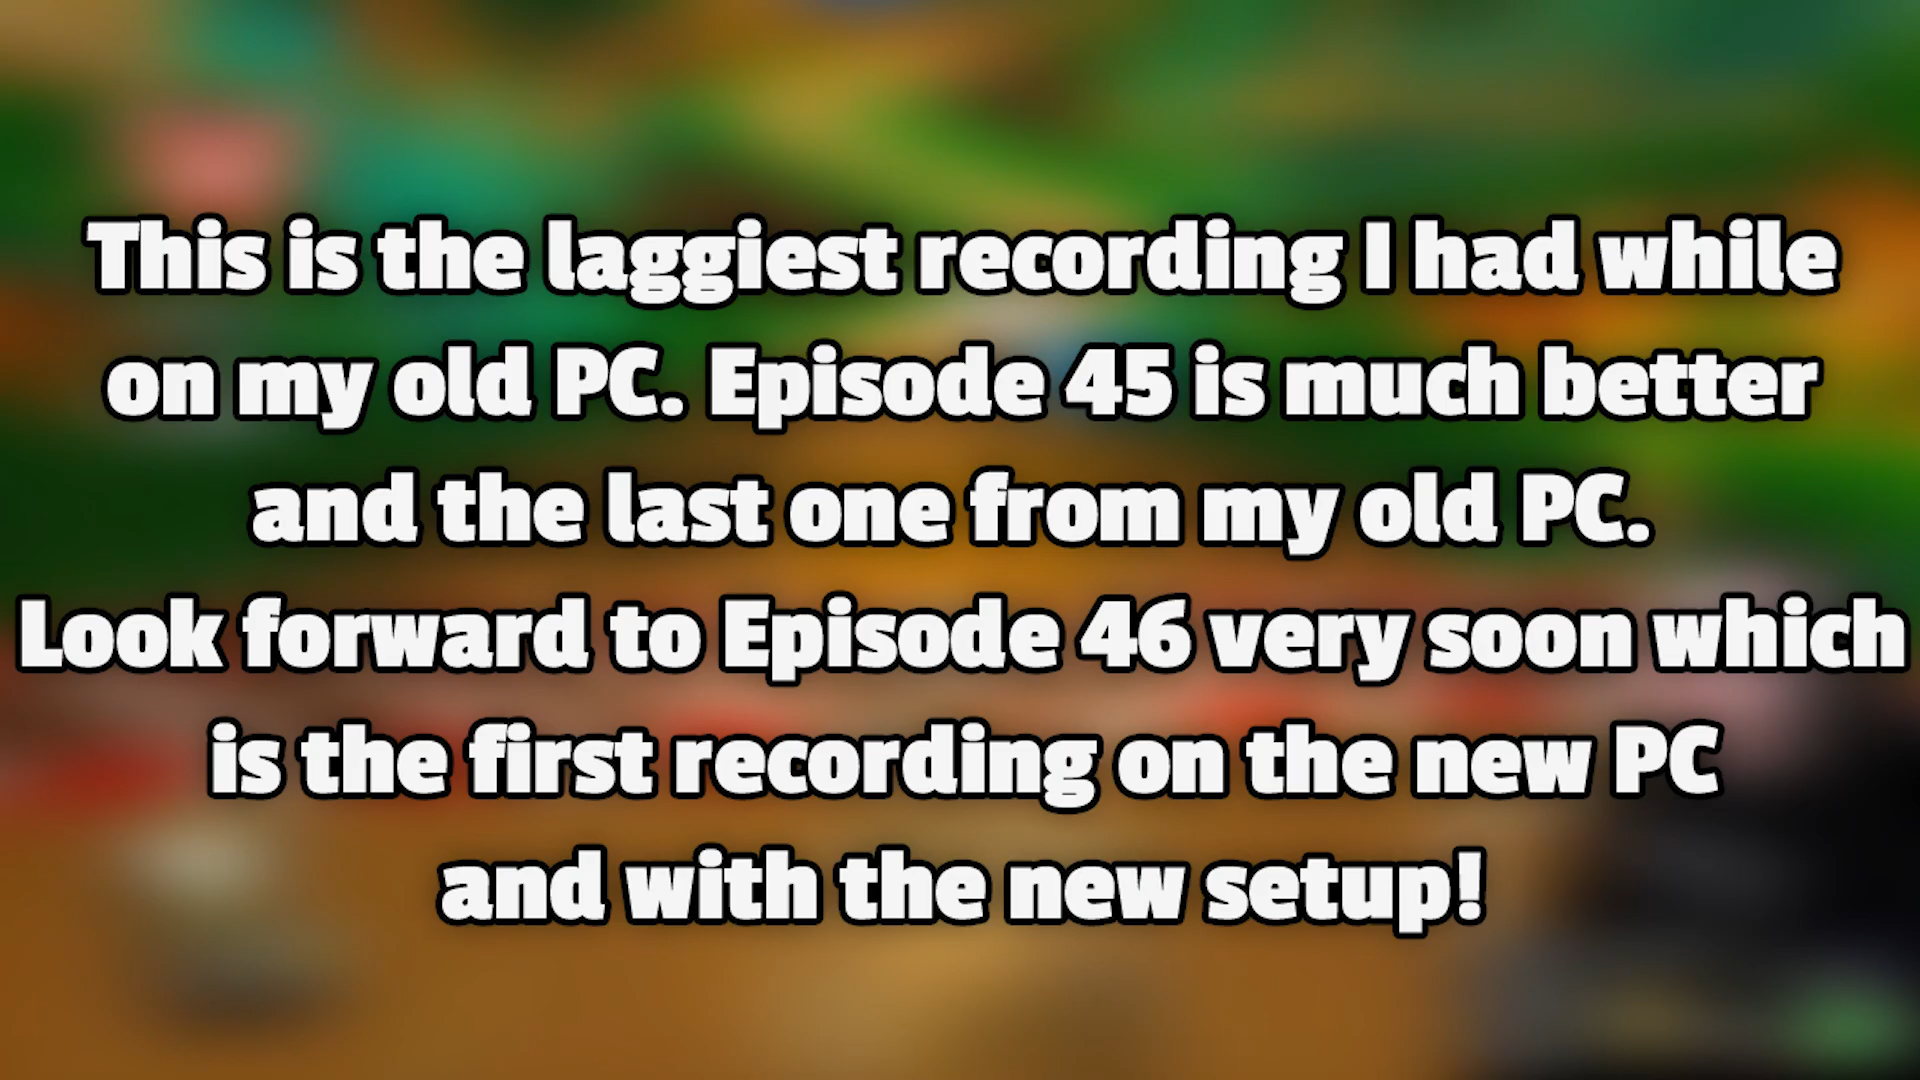 This is the laggiest recording I had while
on my old PC. Episode 45 is much better
and the last one from my old PC.
Look forward to Episode 46 very soon which
is the first recording on the new PC
and with the new setup!